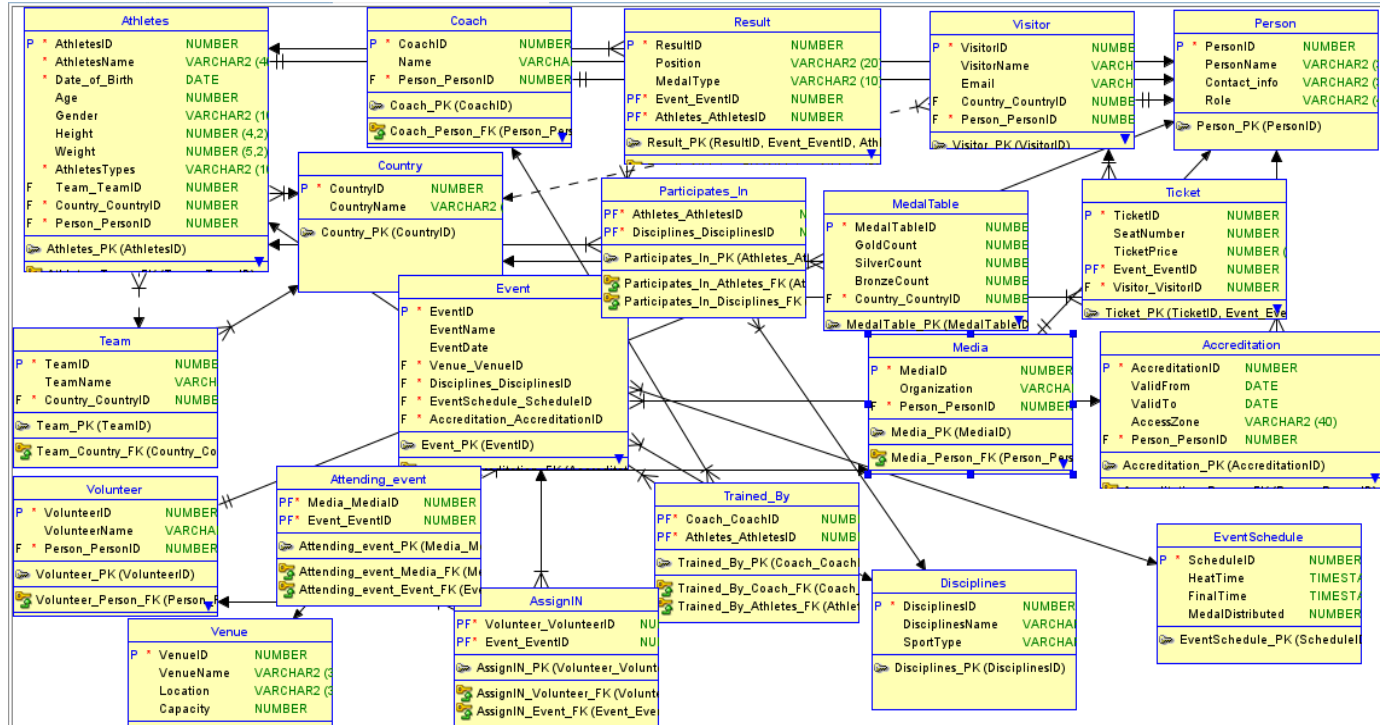 Athletes
P * AthletesID NUMBER
* AthletesName VARCHAR2 (4
* Date_of_Birth DATE
Age NUMBER
Gender VARCHAR2 (1
Height NUMBER (4,2)
Weight NUMBER (5,2)
* AthletesTypes VARCHAR2 (1
F Team_TeamID NUMBER
F * Country_CountryID NUMBER
F * Person_PersonID NUMBER
Athletes_PK (AthletesID)
Coach
P * CoachID NUMBER
Name VARCHA
F * Person_PersonID NUMBER
Coach_PK (CoachID)
Coach_Person_FK (Person_Pers
Result
P * ResultID NUMBER
Position VARCHAR2 (20
MedalType VARCHAR2 (10
PF * Event_EventID NUMBER
PF * Athletes_AthletesID NUMBER
Result_PK (ResultID, Event_EventID, Ath
Visitor
P * VisitorID NUMBE
VisitorName VARCH
Email VARCH
F Country_CountryID NUMBE
F * Person_PersonID NUMBE
Visitor_PK (VisitorID)
Person
P * PersonID NUMBER
PersonName VARCHAR2 (
Contact_info VARCHAR2 (
Role VARCHAR2 (
Person_PK (PersonID)
Country
P * CountryID NUMBER
CountryName VARCHAR2 (
Country_PK (CountryID)
Participates_In
PF * Athletes_AthletesID N
PF * Disciplines_DisciplinesID N
Participates_In_PK (Athletes_At
Participates_In_Athletes_FK (At
Participates_In_Disciplines_FK
MedalTable
P * MedalTableID NUMBE
GoldCount NUMBE
SilverCount NUMBE
BronzeCount NUMBE
F * Country_CountryID NUMBE
MedalTable_PK (MedalTableID
Ticket
P * TicketID NUMBER
SeatNumber NUMBER
TicketPrice NUMBER (
PF * Event_EventID NUMBER
F * Visitor_VisitorID NUMBER
Ticket_PK (TicketID, Event_Eve
Event
P * EventID
EventName
EventDate
F * Venue_VenueID
F * Disciplines_DisciplinesID
F * EventSchedule_ScheduleID
F * Accreditation_AccreditationID
Event_PK (EventID)
Team
P * TeamID NUMBE
TeamName VARCH
F * Country_CountryID NUMBE
Team_PK (TeamID)
Team_Country_FK (Country_Co
Media
P * MediaID NUMBER
Organization VARCHA
F * Person_PersonID NUMBER
Media_PK (MediaID)
Media_Person_FK (Person_Pers
Accreditation
P * AccreditationID NUMBER
ValidFrom DATE
ValidTo DATE
AccessZone VARCHAR2 (40)
F * Person_PersonID NUMBER
Accreditation_PK (AccreditationID)
Volunteer
P * VolunteerID NUMBER
VolunteerName VARCHA
F * Person_PersonID NUMBER
Volunteer_PK (VolunteerID)
Volunteer_Person_FK (Person_
Attending_event
PF * Media_MediaID NUMBER
PF * Event_EventID NUMBER
Attending_event_PK (Media_M
Attending_event_Media_FK (Me
Attending_event_Event_FK (Eve
Trained_By
PF * Coach_CoachID NUMB
PF * Athletes_AthletesID NUMB
Trained_By_PK (Coach_Coach
Trained_By_Coach_FK (Coach_
Trained_By_Athletes_FK (Athle
EventSchedule
P * ScheduleID NUMBER
HeatTime TIMESTA
FinalTime TIMESTA
MedalDistributed NUMBER
EventSchedule_PK (ScheduleI
Disciplines
P * DisciplinesID NUMBER
DisciplinesName VARCHA
SportType VARCHA
Disciplines_PK (DisciplinesID)
AssignIN
PF * Volunteer_VolunteerID NU
PF * Event_EventID NU
AssignIN_PK (Volunteer_Volunt
AssignIN_Volunteer_FK (Volunt
AssignIN_Event_FK (Event_Eve
Venue
P * VenueID NUMBER
VenueName VARCHAR2 (3
Location VARCHAR2 (3
Capacity NUMBER